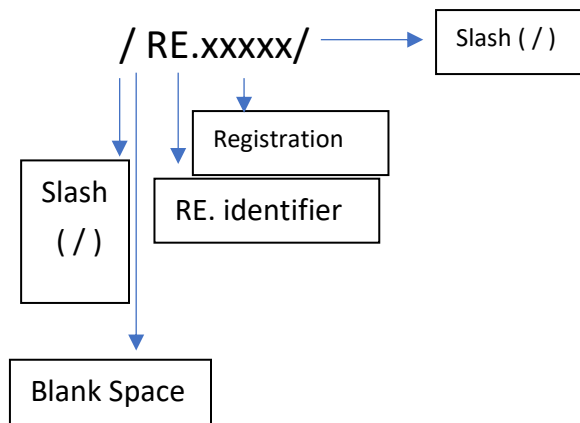 / RE.xxxxx/
Slash ( / )
Registration
Slash
( / )
RE. identifier
Blank Space